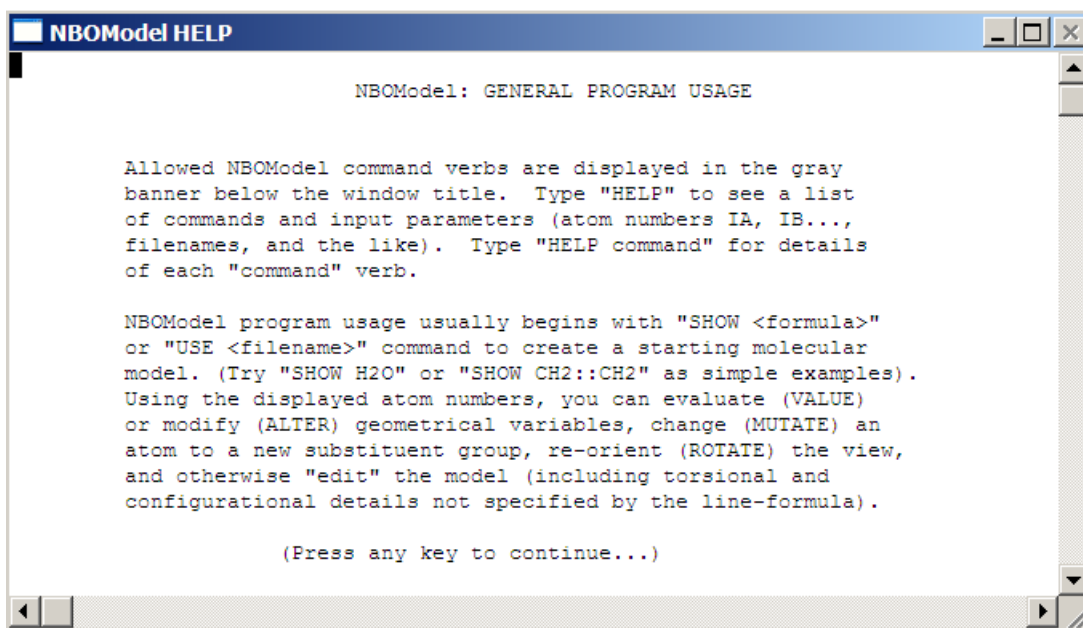 NBOModel HELP
NBOModel: GENERAL PROGRAM USAGE
Allowed NBOModel command verbs are displayed in the gray
banner below the window title.  Type "HELP" to see a list
of commands and input parameters (atom numbers IA, IB...,
filenames, and the like).  Type "HELP command" for details
of each "command" verb.
NBOModel program usage usually begins with "SHOW <formula>"
or "USE <filename>" command to create a starting molecular
model. (Try "SHOW H2O" or "SHOW CH2::CH2" as simple examples).
Using the displayed atom numbers, you can evaluate (VALUE)
or modify (ALTER) geometrical variables, change (MUTATE) an
atom to a new substituent group, re-orient (ROTATE) the view,
and otherwise "edit" the model (including torsional and
configurational details not specified by the line-formula).
(Press any key to continue...)